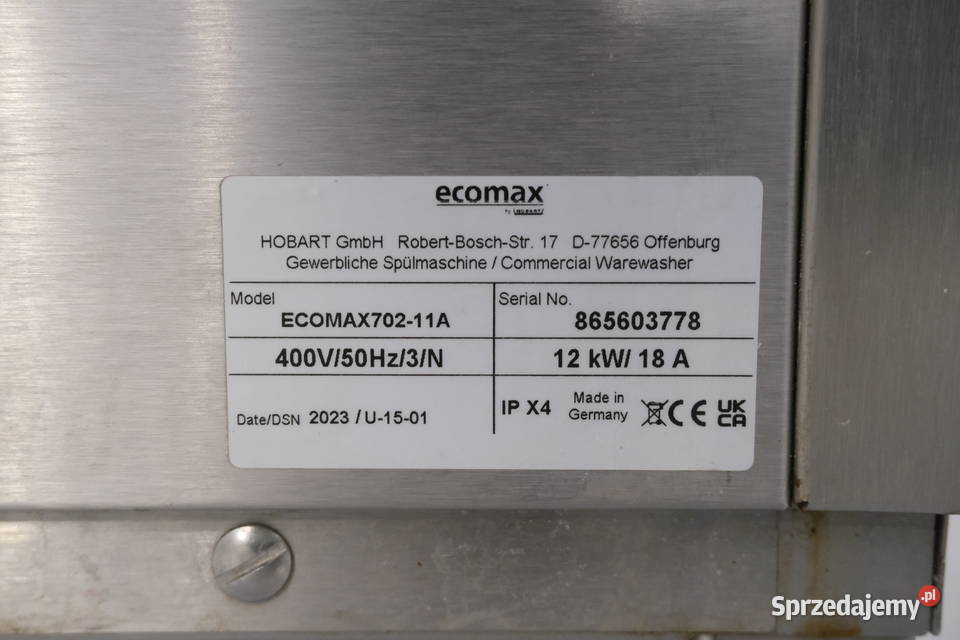 ecomax
by HOBART
HOBART GmbH Robert-Bosch-Str. 17 D-77656 Offenburg
Gewerbliche Spülmaschine / Commercial Warewasher
Model
ECOMAX702-11A
Serial No.
865603778
400V/50Hz/3/N
12 kW/ 18 A
Date/DSN 2023 / U-15-01
IP X4
Made in
Germany
CE
UK
CA
Sprzedajemy.pl